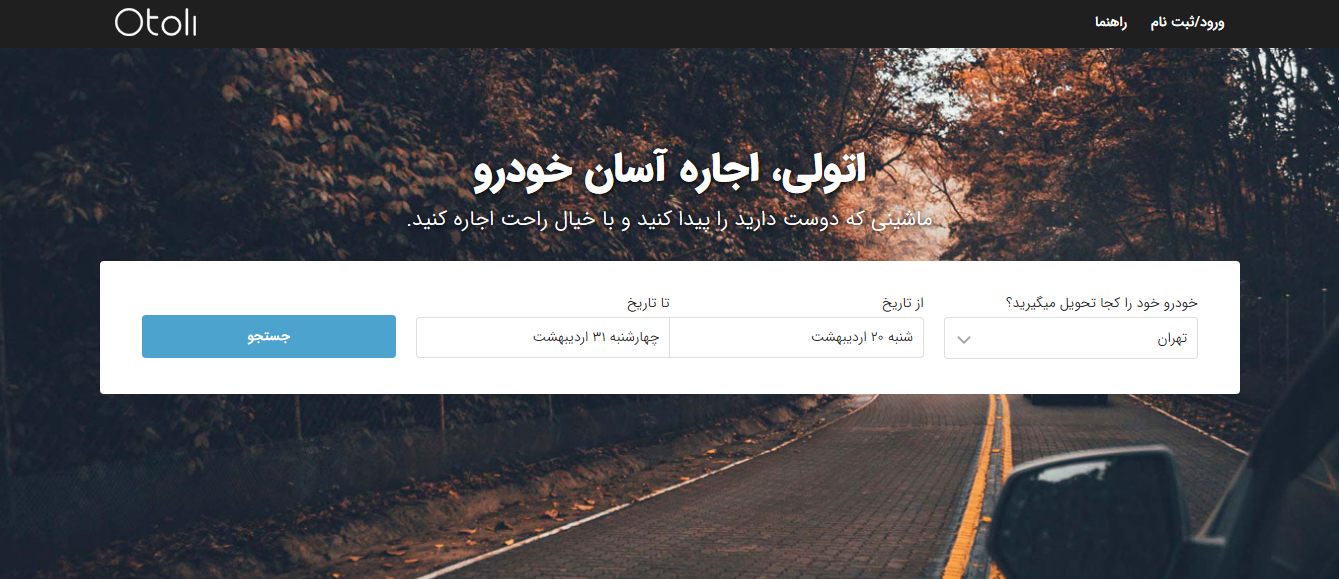 ورود/ثبت نام
راهنما
Otoli
اتولی، اجاره آسان خودرو
ماشینی که دوست دارید را پیدا کنید و با خیال راحت اجاره کنید.
خودرو خود را کجا تحویل میگیرید؟
تهران
از تاریخ
شنبه ۲۰ اردیبهشت
تا تاریخ
چهارشنبه ۳۱ اردیبهشت
جستجو